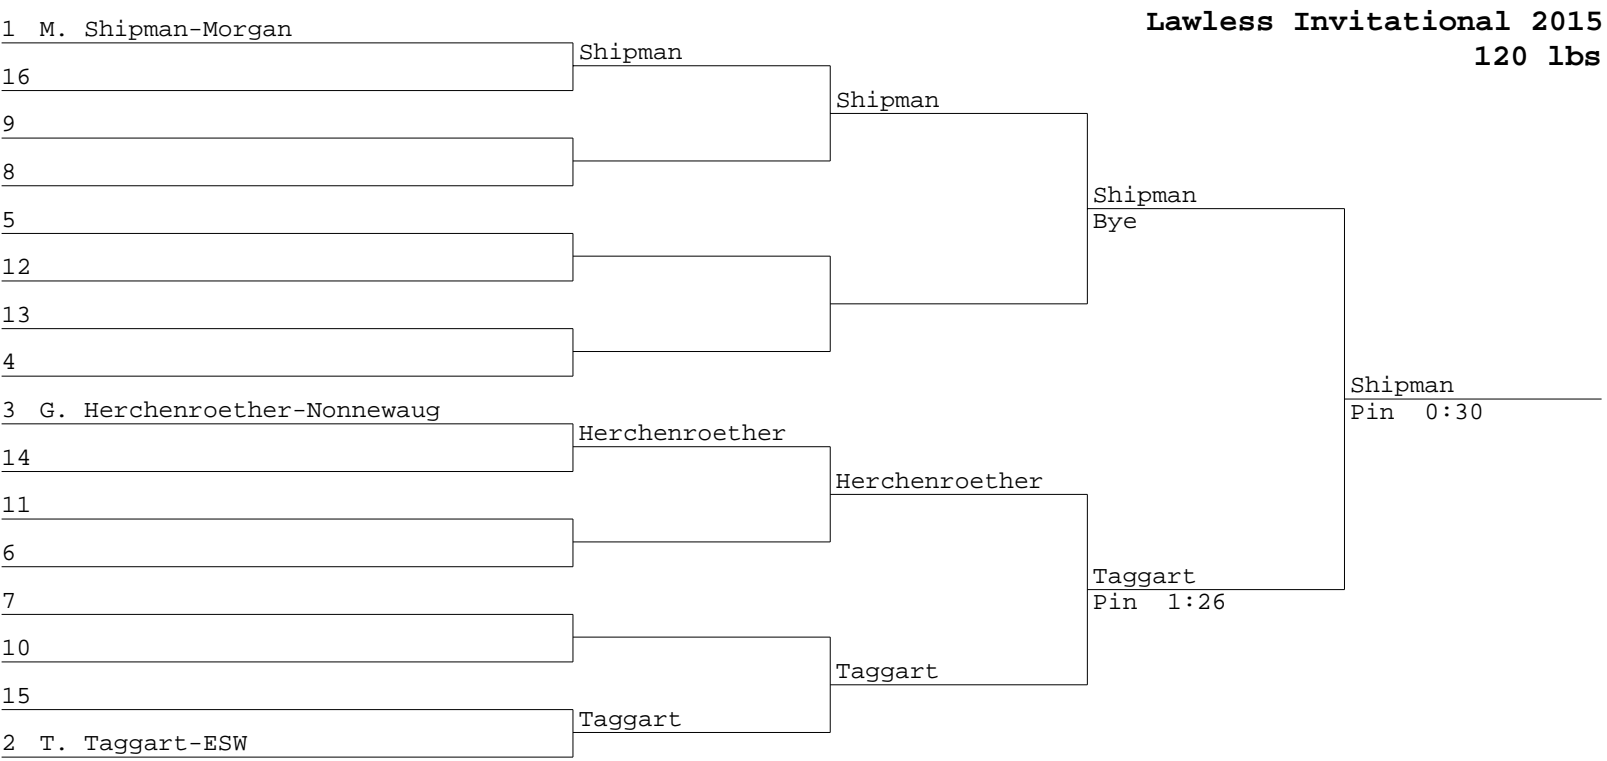 Lawless Invitational 2015
120 lbs
1 M. Shipman-Morgan
16
9
8
5
12
13
4
3 G. Herchenroether-Nonnewaug
14
11
6
7
10
15
2 T. Taggart-ESW
Shipman
Herchenroether
Taggart
Shipman
Herchenroether
Taggart
Shipman
Bye
Taggart
Pin 1:26
Shipman
Pin 0:30